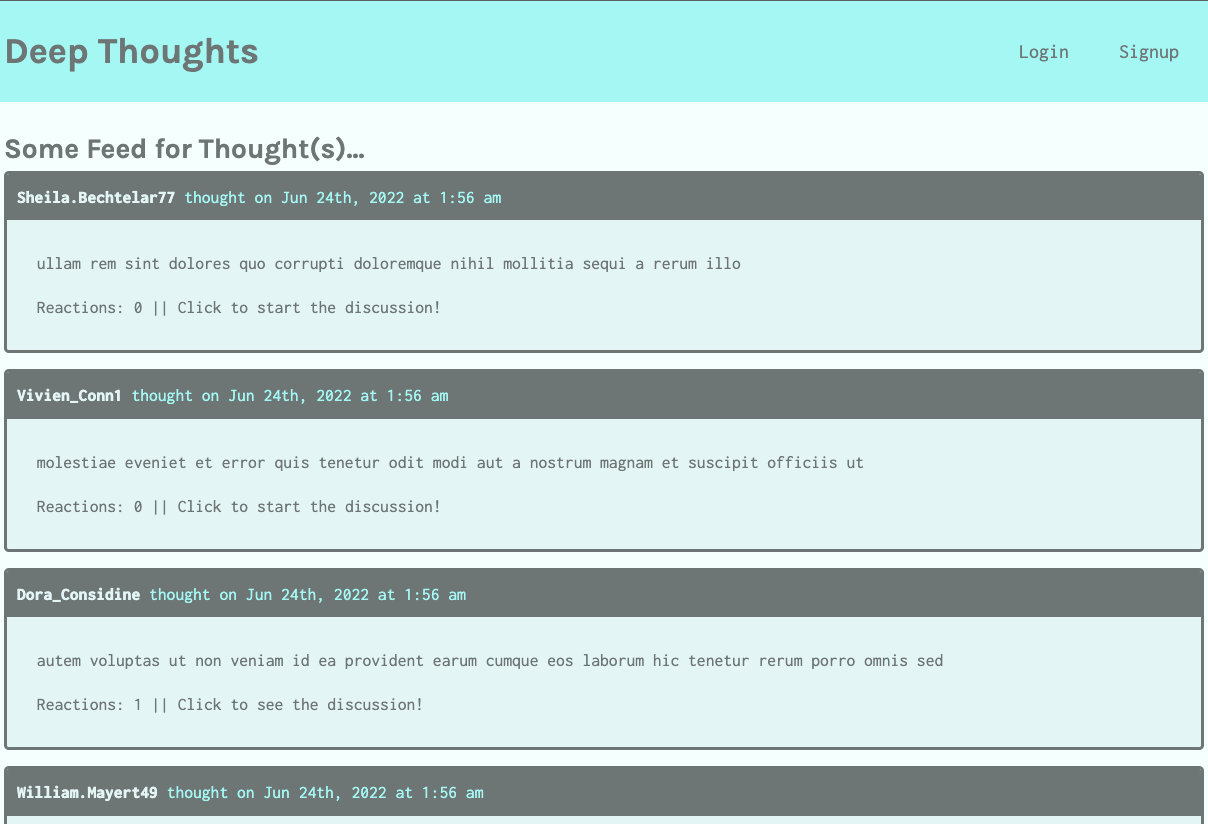 Deep Thoughts
Login
Signup
Some Feed for Thought(s)...
Sheila.Bechtelar77 thought on Jun 24th, 2022 at 1:56 am
ullam rem sint dolores quo corrupti doloremque nihil mollitia sequi a rerum illo
Reactions: 0 || Click to start the discussion!
Vivien_Conn1 thought on Jun 24th, 2022 at 1:56 am
molestiae eveniet et error quis tenetur odit modi aut a nostrum magnam et suscipit officiis ut
Reactions: 0 || Click to start the discussion!
Dora_Considine thought on Jun 24th, 2022 at 1:56 am
autem voluptas ut non veniam id ea provident earum cumque eos laborum hic tenetur rerum porro omnis sed
Reactions: 1 || Click to see the discussion!
William.Mayert49 thought on Jun 24th, 2022 at 1:56 am